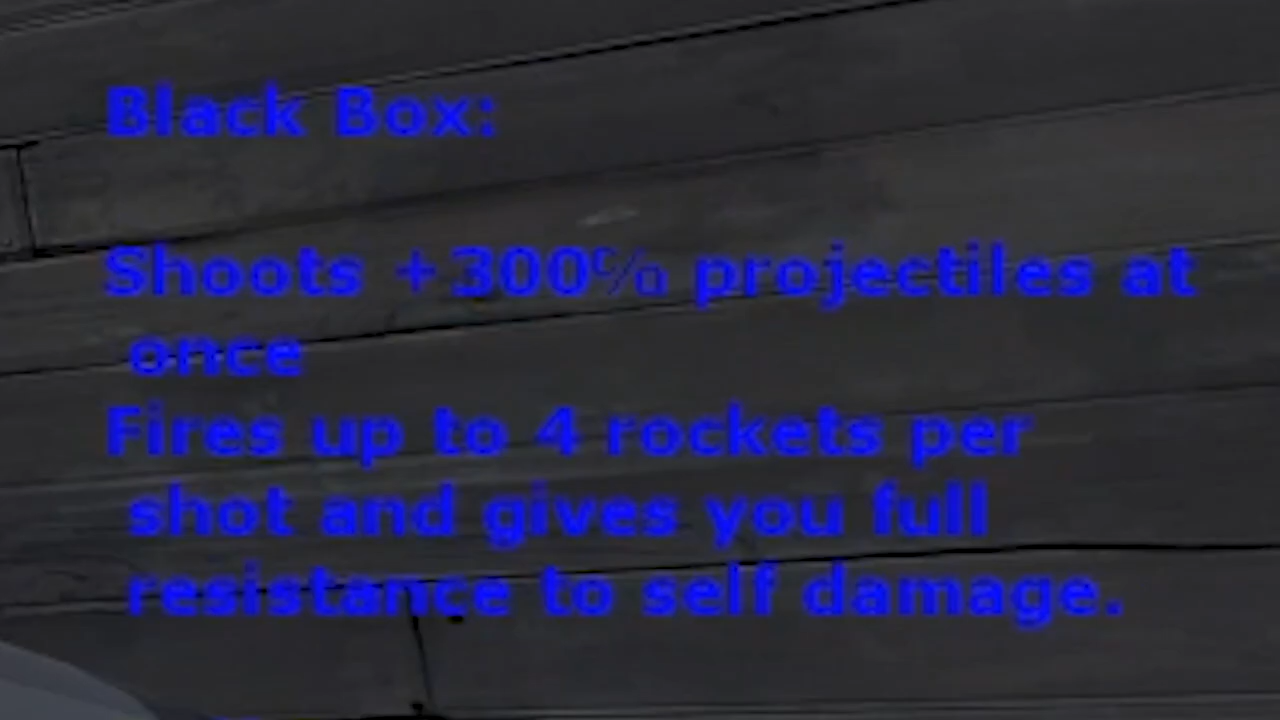 Black Box:
Shoots +300% projectiles at
once
Fires up to 4 rockets per
shot and gives you full
resistance to self damage.